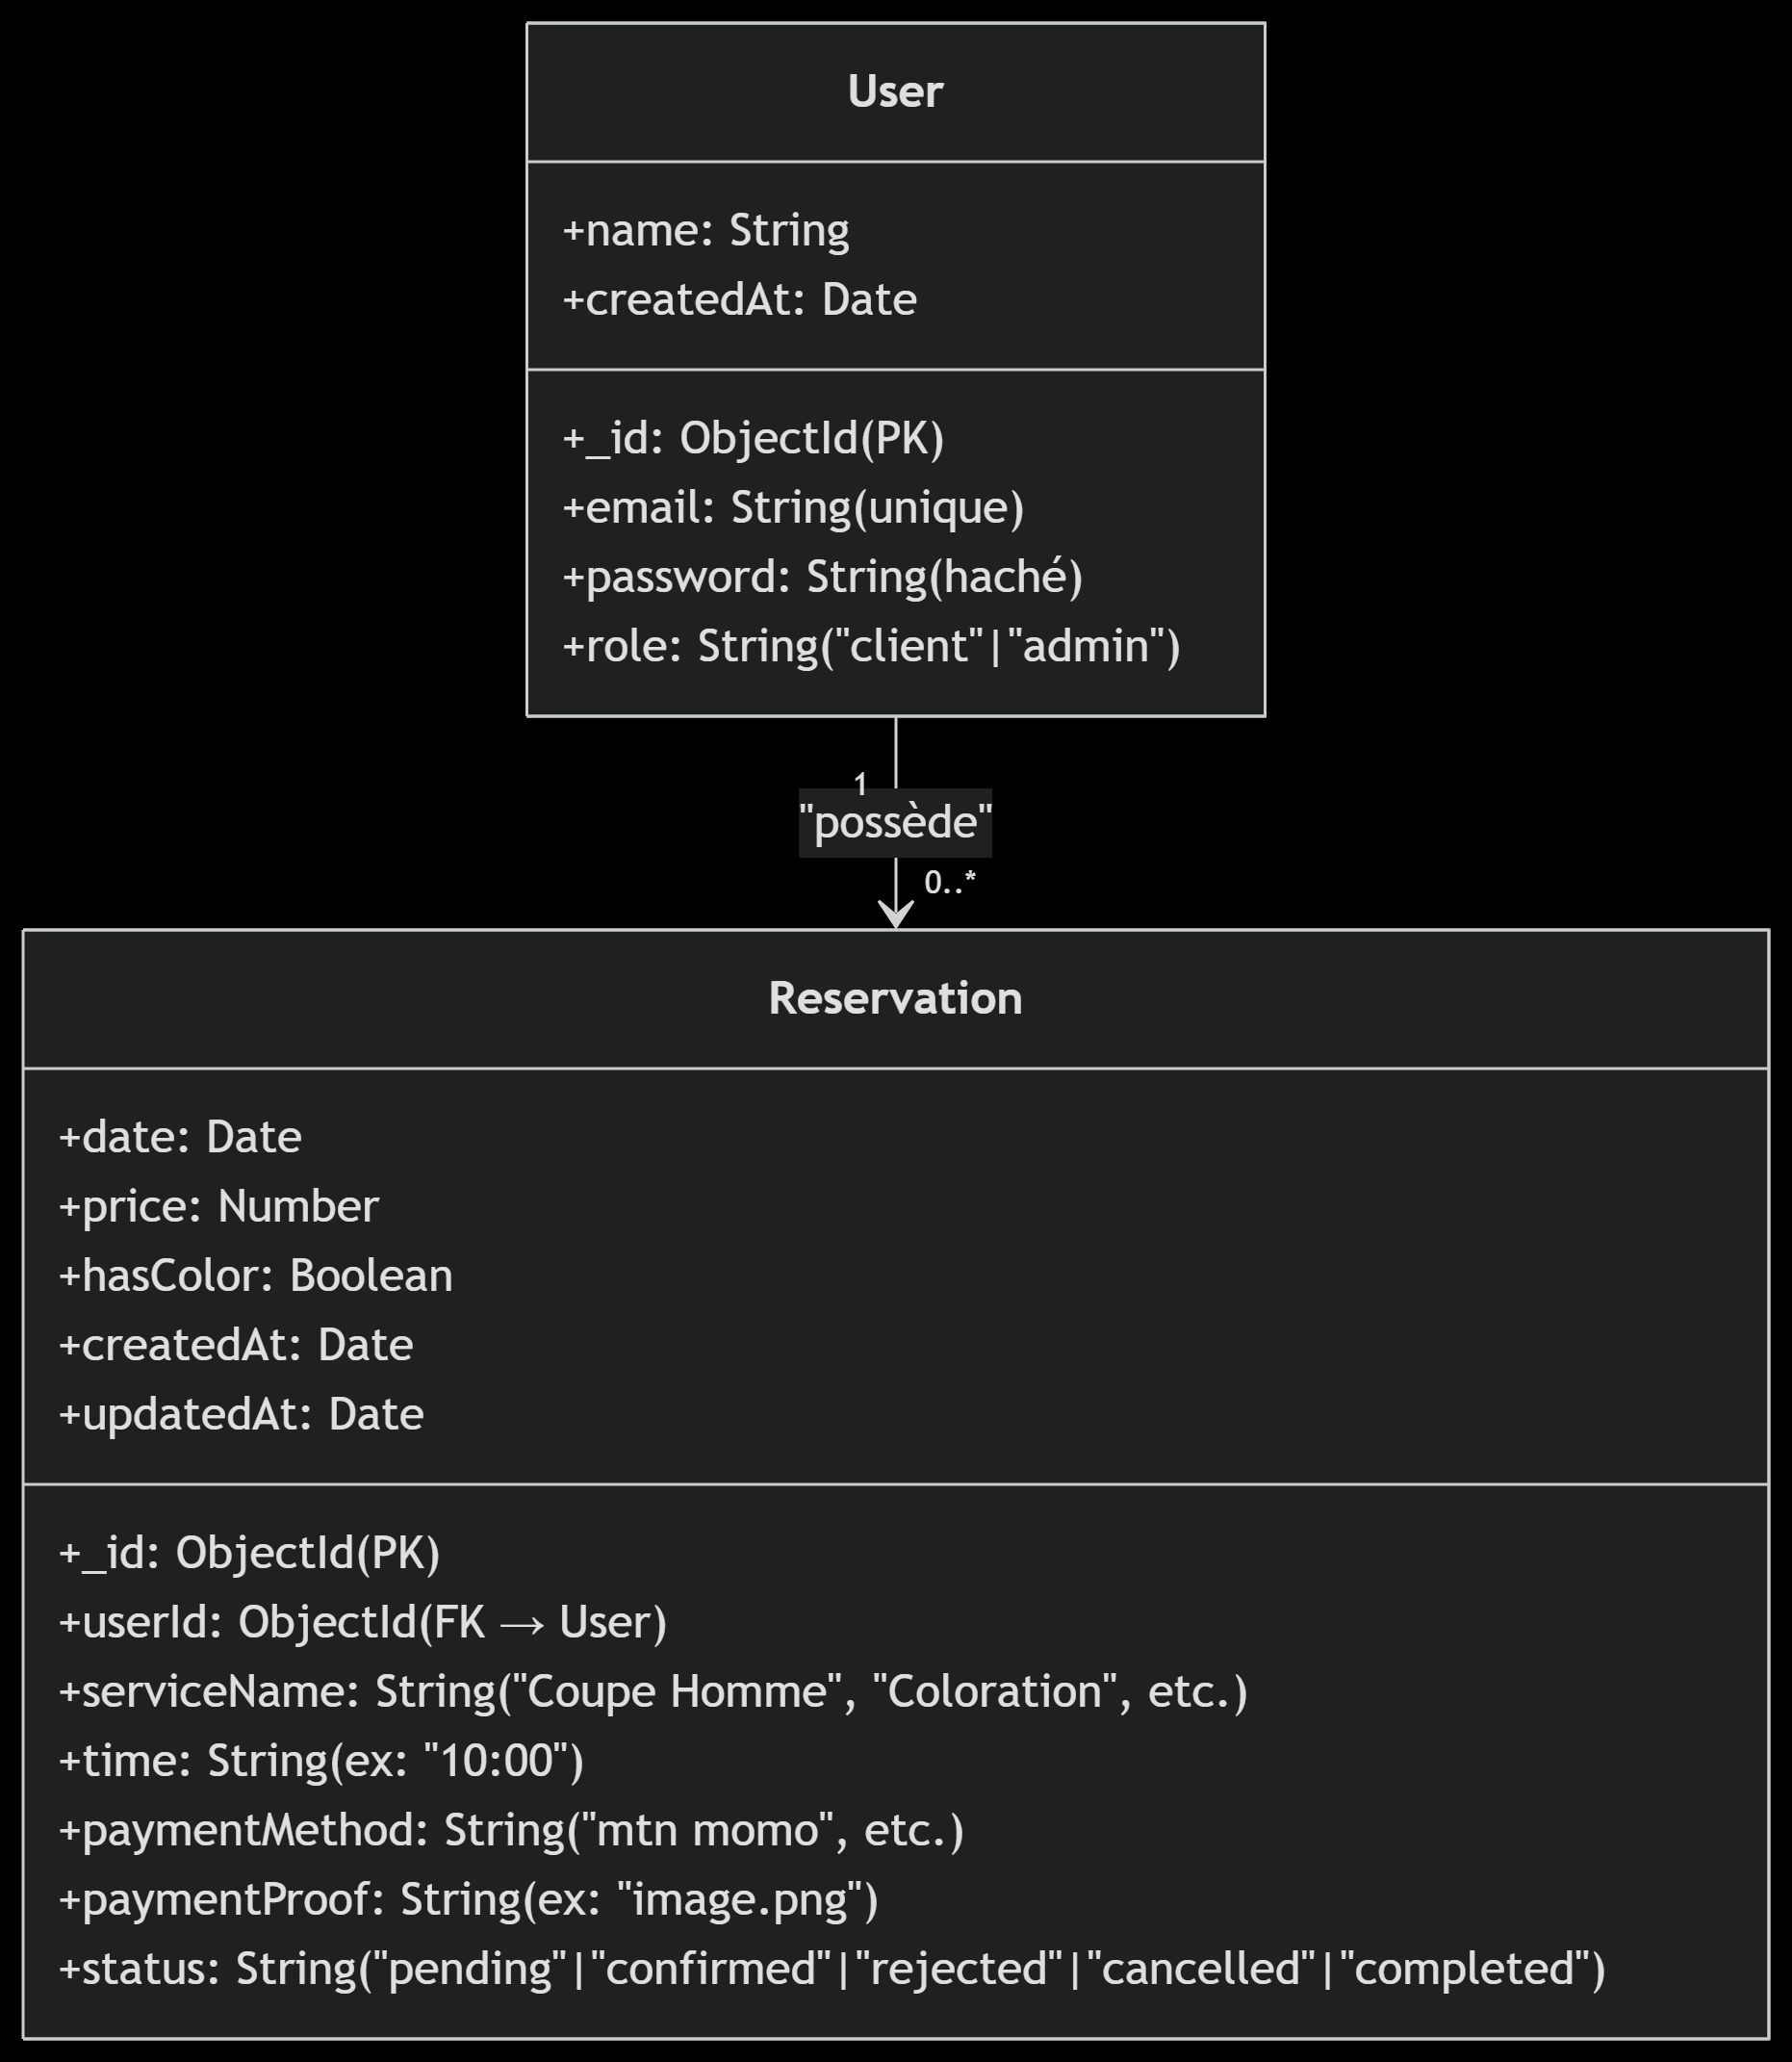 User
+name: String
+createdAt: Date
+_id: ObjectId(PK)
+email: String(unique)
+password: String(haché)
+role: String("client"|"admin")
1
"possède"
0..*
Reservation
+date: Date
+price: Number
+hasColor: Boolean
+createdAt: Date
+updatedAt: Date
+_id: ObjectId(PK)
+userId: ObjectId(FK → User)
+serviceName: String("Coupe Homme", "Coloration", etc.)
+time: String(ex: "10:00")
+paymentMethod: String("mtn momo", etc.)
+paymentProof: String(ex: "image.png")
+status: String("pending"|"confirmed"|"rejected"|"cancelled"|"completed")